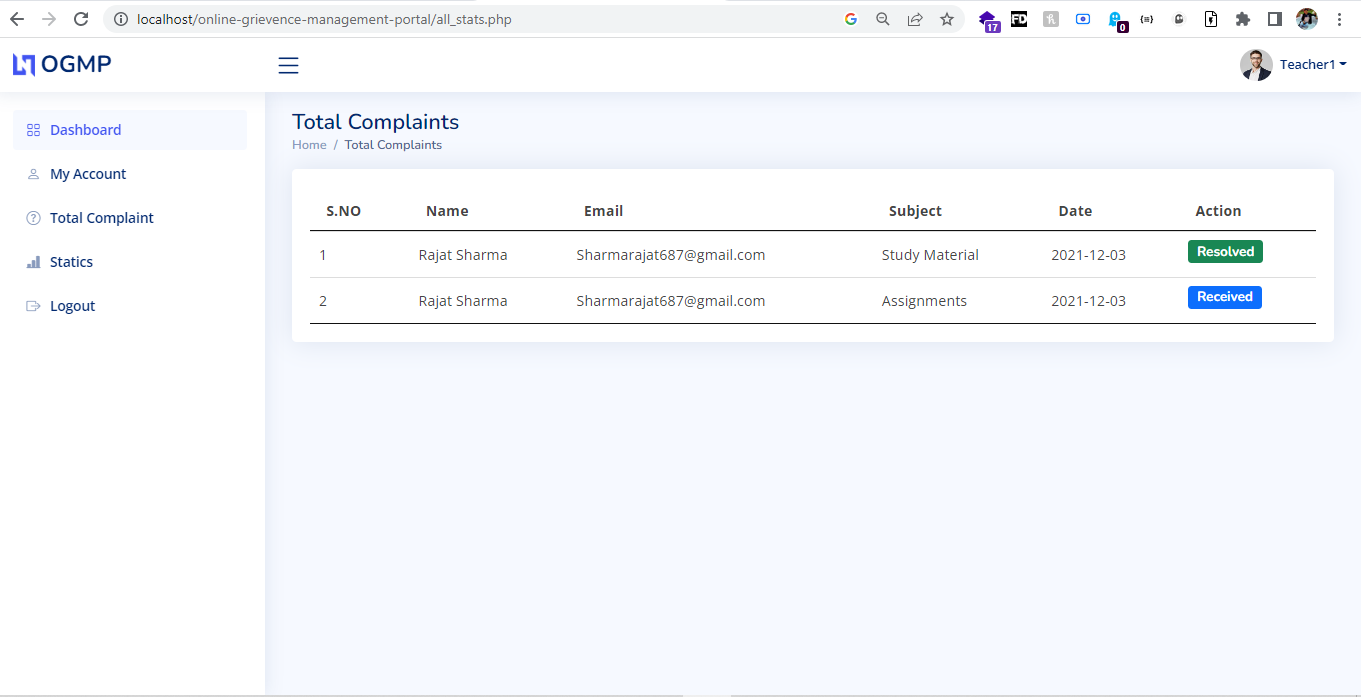 localhost/online-grievence-management-portal/all_stats.php
17
FD
0
OGMP
Teacher1
Dashboard
My Account
Total Complaint
Statics
Logout
Total Complaints
Home / Total Complaints
S.NO Name Email Subject Date Action
1 Rajat Sharma Sharmarajat687@gmail.com Study Material 2021-12-03 Resolved
2 Rajat Sharma Sharmarajat687@gmail.com Assignments 2021-12-03 Received